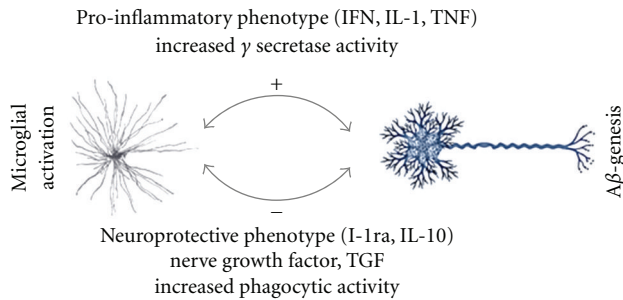 Pro-inflammatory phenotype (IFN, IL-1, TNF)
increased γ secretase activity
+
Microglial
activation
Aβ-genesis
−
Neuroprotective phenotype (I-1ra, IL-10)
nerve growth factor, TGF
increased phagocytic activity